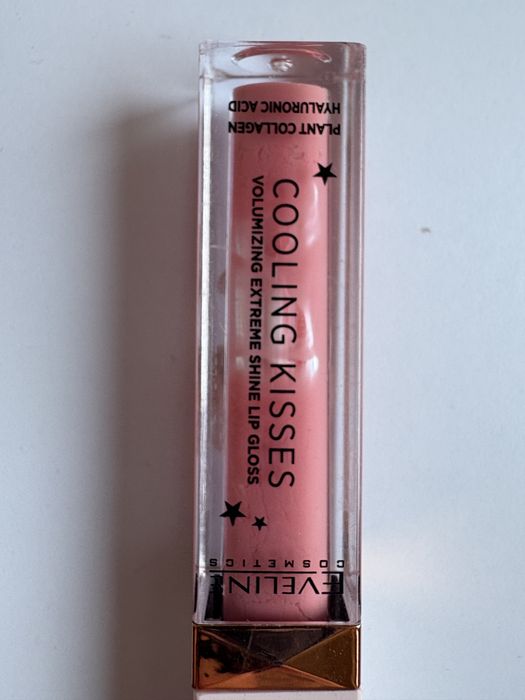 EVELINE
COSMETICS
COOLING KISSES
VOLUMIZING EXTREME SHINE LIP GLOSS
PLANT COLLAGEN
HYALURONIC ACID